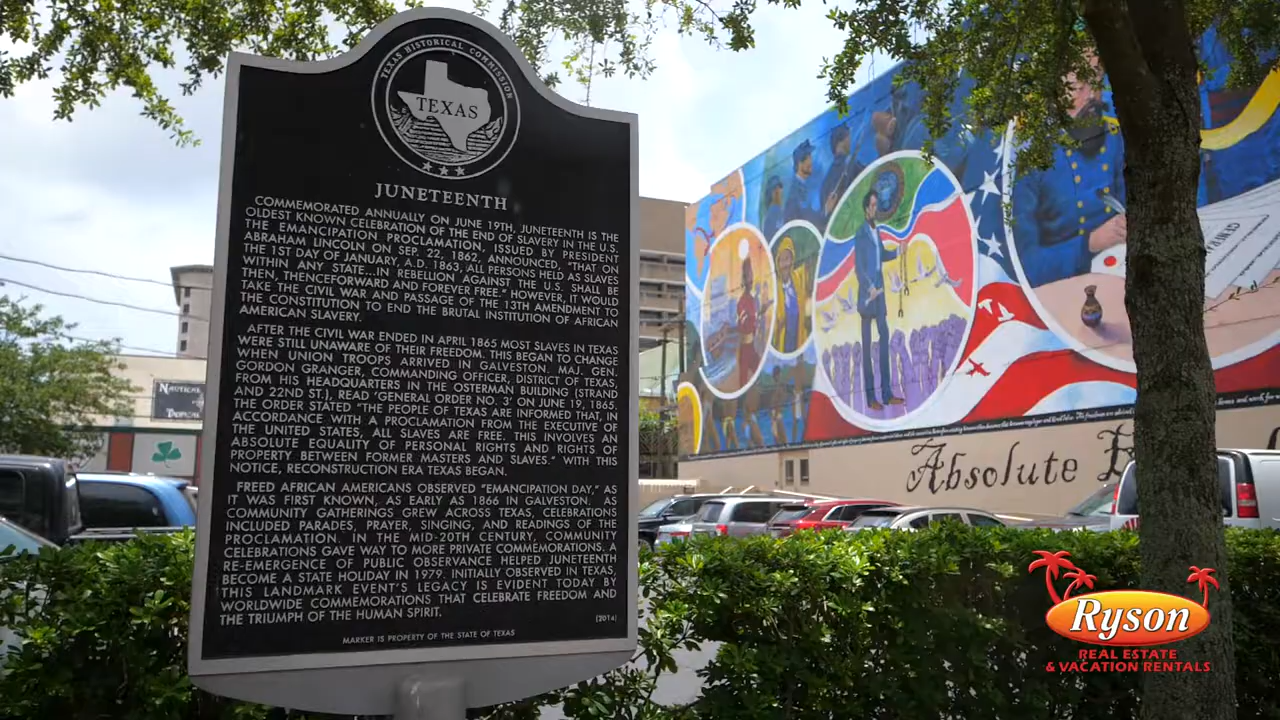 TEXAS HISTORICAL COMMISSION
TEXAS
JUNETEENTH
COMMEMORATED ANNUALLY ON JUNE 19TH, JUNETEENTH IS THE
OLDEST KNOWN CELEBRATION OF THE END OF SLAVERY IN THE U.S.
THE EMANCIPATION PROCLAMATION, ISSUED BY PRESIDENT
ABRAHAM LINCOLN ON SEP. 22, 1862, ANNOUNCED, "THAT ON
THE 1ST DAY OF JANUARY, A.D. 1863, ALL PERSONS HELD AS SLAVES
WITHIN ANY STATE...IN REBELLION AGAINST THE U.S. SHALL BE
THEN, THENCEFORWARD AND FOREVER FREE." HOWEVER, IT WOULD
TAKE THE CIVIL WAR AND PASSAGE OF THE 13TH AMENDMENT TO
THE CONSTITUTION TO END THE BRUTAL INSTITUTION OF AFRICAN
AMERICAN SLAVERY.
AFTER THE CIVIL WAR ENDED IN APRIL 1865 MOST SLAVES IN TEXAS
WERE STILL UNAWARE OF THEIR FREEDOM. THIS BEGAN TO CHANGE
WHEN UNION TROOPS ARRIVED IN GALVESTON. MAJ. GEN.
GORDON GRANGER, COMMANDING OFFICER, DISTRICT OF TEXAS,
FROM HIS HEADQUARTERS IN THE OSTERMAN BUILDING (STRAND
AND 22ND ST.), READ 'GENERAL ORDER NO. 3' ON JUNE 19, 1865.
THE ORDER STATED "THE PEOPLE OF TEXAS ARE INFORMED THAT, IN
ACCORDANCE WITH A PROCLAMATION FROM THE EXECUTIVE OF
THE UNITED STATES, ALL SLAVES ARE FREE. THIS INVOLVES AN
ABSOLUTE EQUALITY OF PERSONAL RIGHTS AND RIGHTS OF
PROPERTY BETWEEN FORMER MASTERS AND SLAVES." WITH THIS
NOTICE, RECONSTRUCTION ERA TEXAS BEGAN.
FREED AFRICAN AMERICANS OBSERVED "EMANCIPATION DAY," AS
IT WAS FIRST KNOWN, AS EARLY AS 1866 IN GALVESTON. AS
COMMUNITY GATHERINGS GREW ACROSS TEXAS, CELEBRATIONS
INCLUDED PARADES, PRAYER, SINGING, AND READINGS OF THE
PROCLAMATION. IN THE MID-20TH CENTURY, COMMUNITY
CELEBRATIONS GAVE WAY TO MORE PRIVATE COMMEMORATIONS. A
RE-EMERGENCE OF PUBLIC OBSERVANCE HELPED JUNETEENTH
BECOME A STATE HOLIDAY IN 1979. INITIALLY OBSERVED IN TEXAS,
THIS LANDMARK EVENT'S LEGACY IS EVIDENT TODAY BY
WORLDWIDE COMMEMORATIONS THAT CELEBRATE FREEDOM AND
THE TRIUMPH OF THE HUMAN SPIRIT.
(2014)
MARKER IS PROPERTY OF THE STATE OF TEXAS
NAUTICAL
TROPICAL
Absolute
Ryson
REAL ESTATE
& VACATION RENTALS